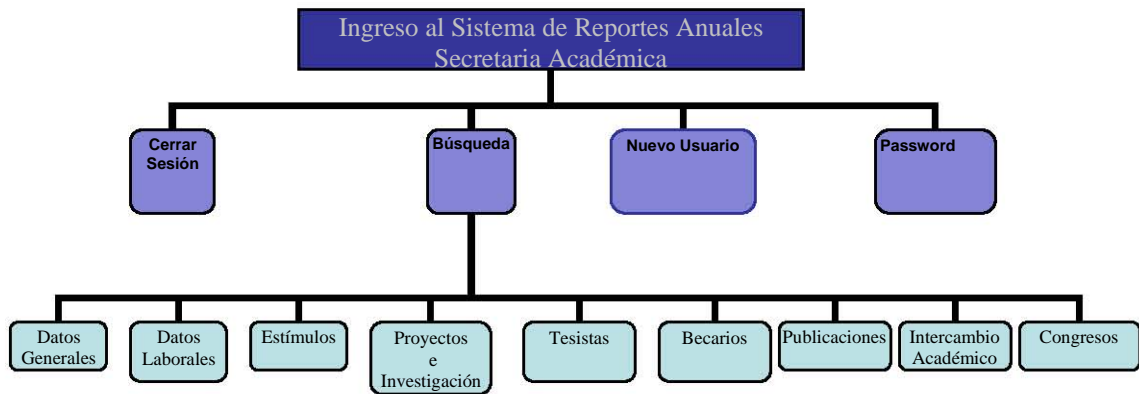 Ingreso al Sistema de Reportes Anuales
Secretaria Académica
Cerrar
Sesión
Búsqueda
Nuevo Usuario
Password
Datos
Generales
Datos
Laborales
Estímulos
Proyectos
e
Investigación
Tesistas
Becarios
Publicaciones
Intercambio
Académico
Congresos